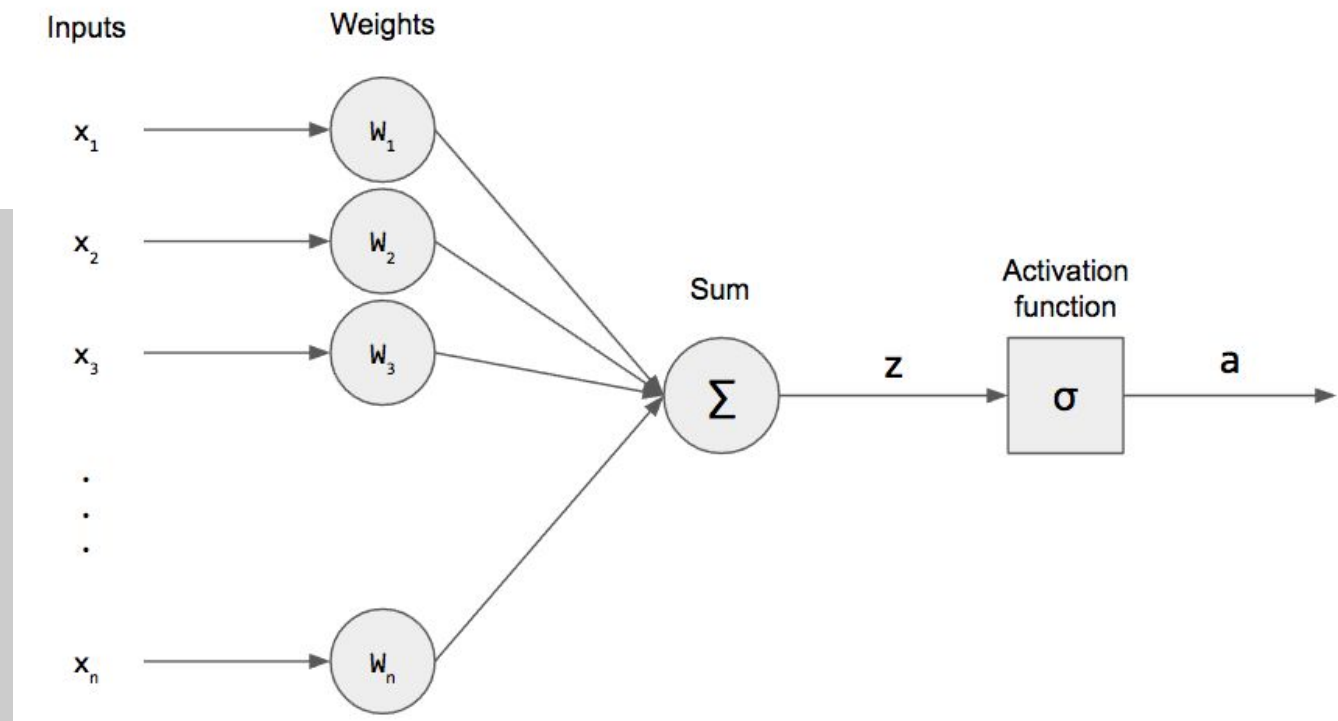 Inputs
Weights
x₁
W₁
x₂
W₂
x₃
W₃
.
.
.
xₙ
Wₙ
Sum
Σ
z
Activation
function
σ
a